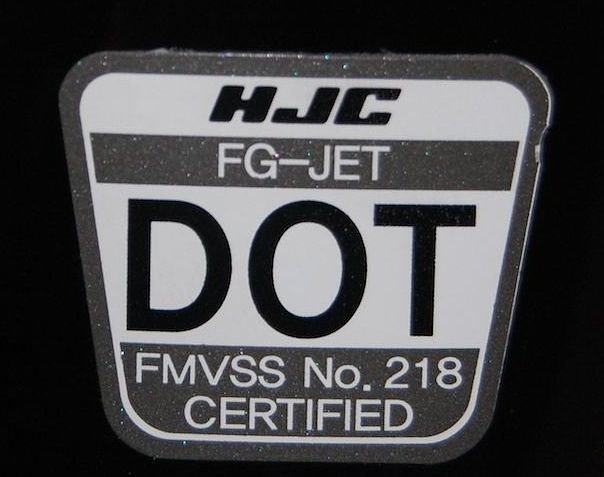 HJC
FG-JET
DOT
FMVSS No. 218
CERTIFIED